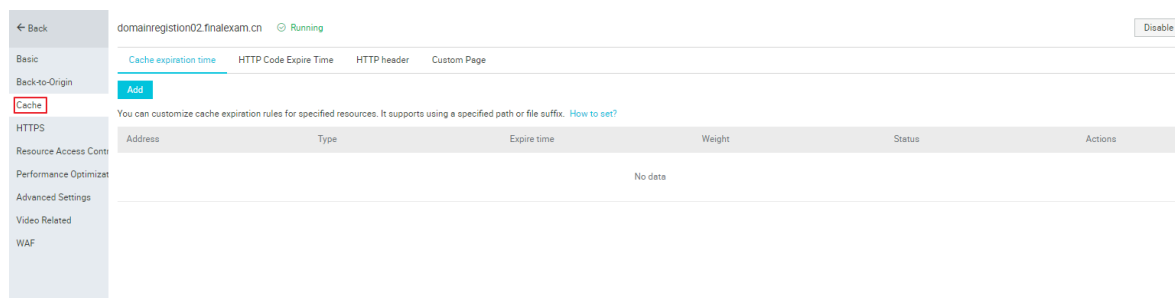 Back
domainregistion02.finalexam.cn Running Disable
Basic
Back-to-Origin
Cache
HTTPS
Resource Access Contr
Performance Optimizat
Advanced Settings
Video Related
WAF
Cache expiration time HTTP Code Expire Time HTTP header Custom Page
Add
You can customize cache expiration rules for specified resources. It supports using a specified path or file suffix. How to set?
Address Type Expire time Weight Status Actions
No data